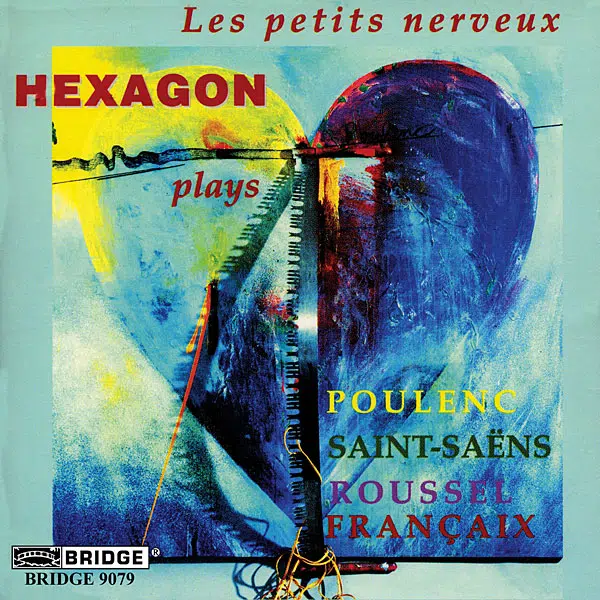 Les petits nerveux
HEXAGON
plays
POULENC
SAINT-SAËNS
ROUSSEL
FRANÇAIX
BRIDGE®
BRIDGE 9079